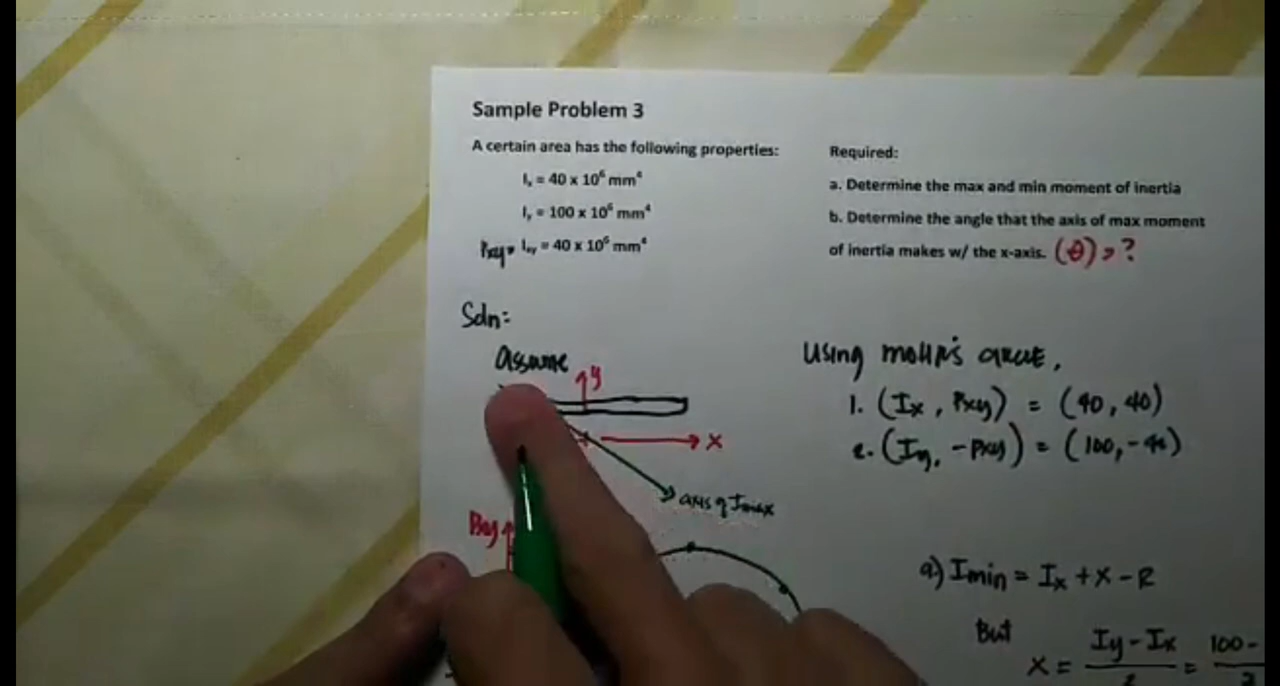 Sample Problem 3
A certain area has the following properties:
Iₓ = 40 x 10⁶ mm⁴
Iᵧ = 100 x 10⁶ mm⁴
Pxy = Iₓᵧ = 40 x 10⁶ mm⁴
Required:
a. Determine the max and min moment of inertia
b. Determine the angle that the axis of max moment
of inertia makes w/ the x-axis. (θ) = ?
Soln:
Assume
y
x
axis of Imax
Pxy
Using MOHR's CIRCLE,
1. (Ix, Pxy) = (40, 40)
2. (Iy, -Pxy) = (100, -40)
a) Imin = Ix + X - R
But
X = Iy - Ix / 2 = 100 - / 2